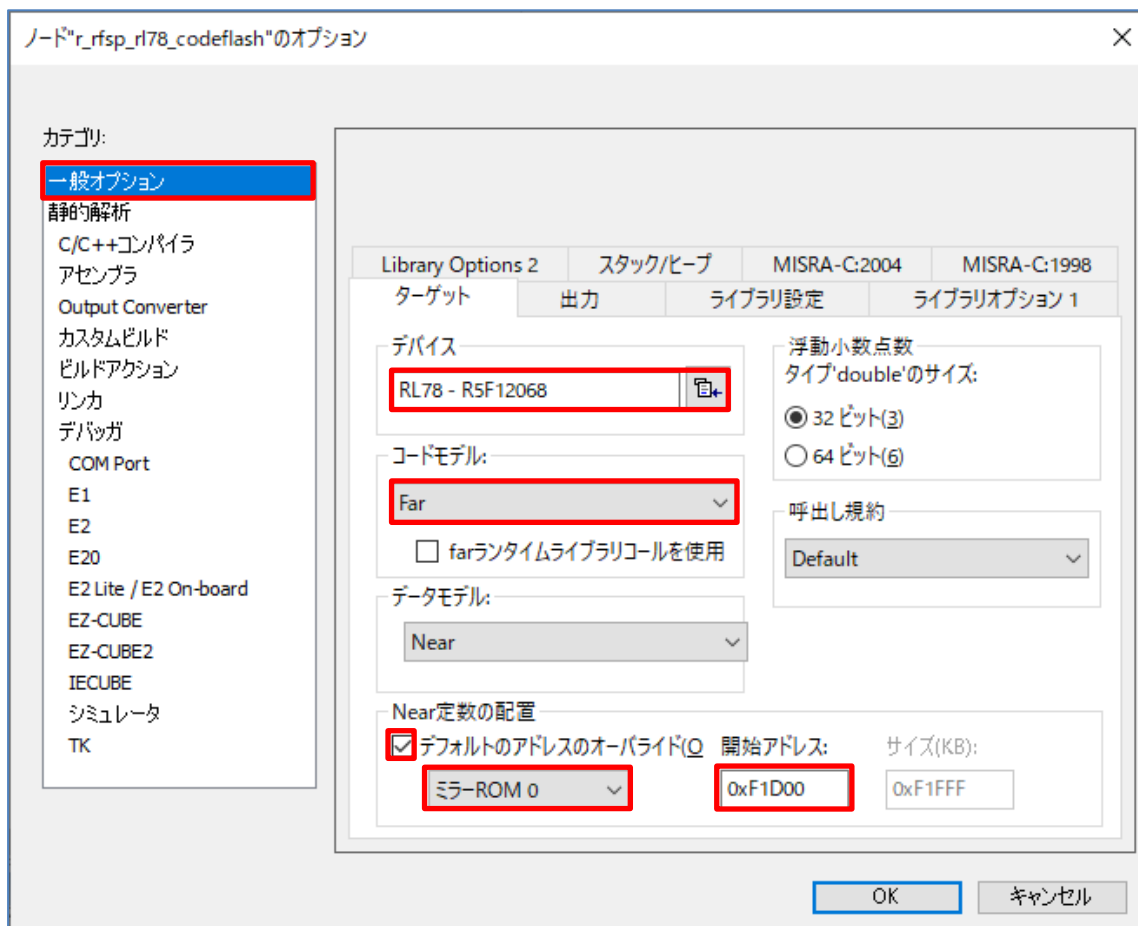 ノード"r_rfsp_rl78_codeflash"のオプション
カテゴリ:
一般オプション
静的解析
C/C++コンパイラ
アセンブラ
Output Converter
カスタムビルド
ビルドアクション
リンカ
デバッガ
COM Port
E1
E2
E20
E2 Lite / E2 On-board
EZ-CUBE
EZ-CUBE2
IECUBE
シミュレータ
TK
Library Options 2 スタック/ヒープ MISRA-C:2004 MISRA-C:1998
ターゲット 出力 ライブラリ設定 ライブラリオプション 1
デバイス
RL78 - R5F12068
コードモデル:
Far
farランタイムライブラリコールを使用
データモデル:
Near
浮動小数点数
タイプ'double'のサイズ:
32 ビット(3)
64 ビット(6)
呼出し規約
Default
Near定数の配置
デフォルトのアドレスのオーバライド(O 開始アドレス: サイズ(KB):
ミラーROM 0 0xF1D00 0xF1FFF
OK キャンセル